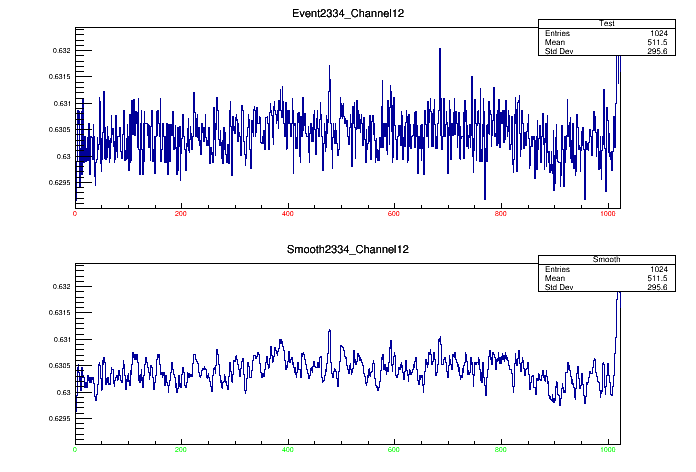 Event2334_Channel12
Test
Entries 1024
Mean 511.5
Std Dev 295.6
0.632
0.6315
0.631
0.6305
0.63
0.6295
0 200 400 600 800 1000
Smooth2334_Channel12
Smooth
Entries 1024
Mean 511.5
Std Dev 295.6
0.632
0.6315
0.631
0.6305
0.63
0.6295
0 200 400 600 800 1000